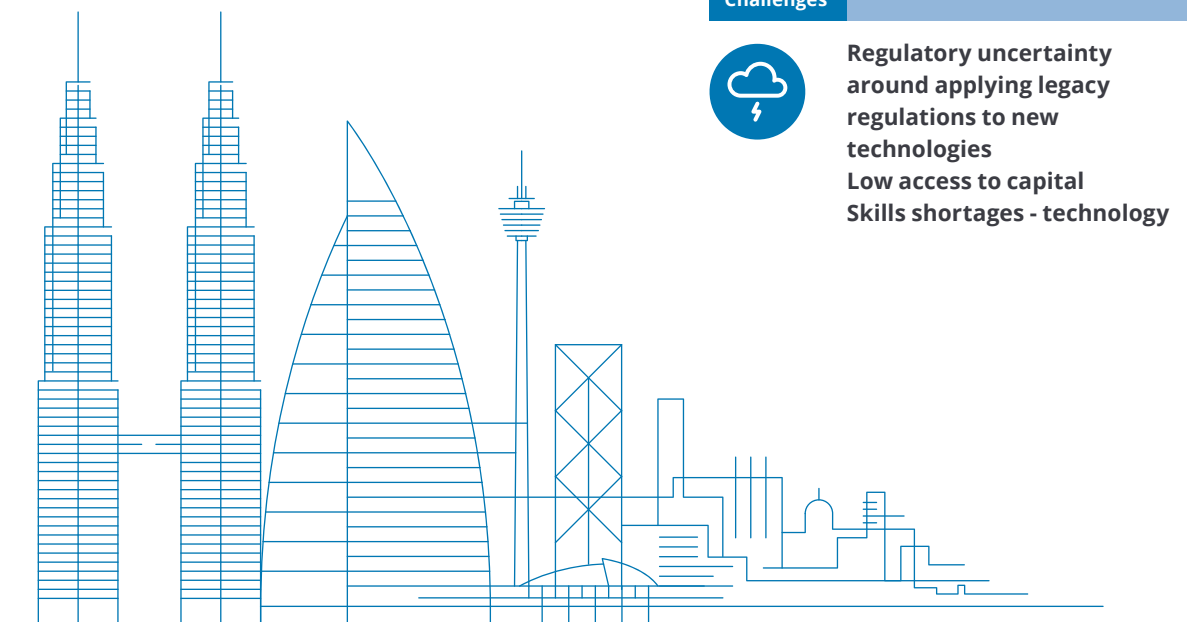 Challenges
Regulatory uncertainty
around applying legacy
regulations to new
technologies
Low access to capital
Skills shortages - technology